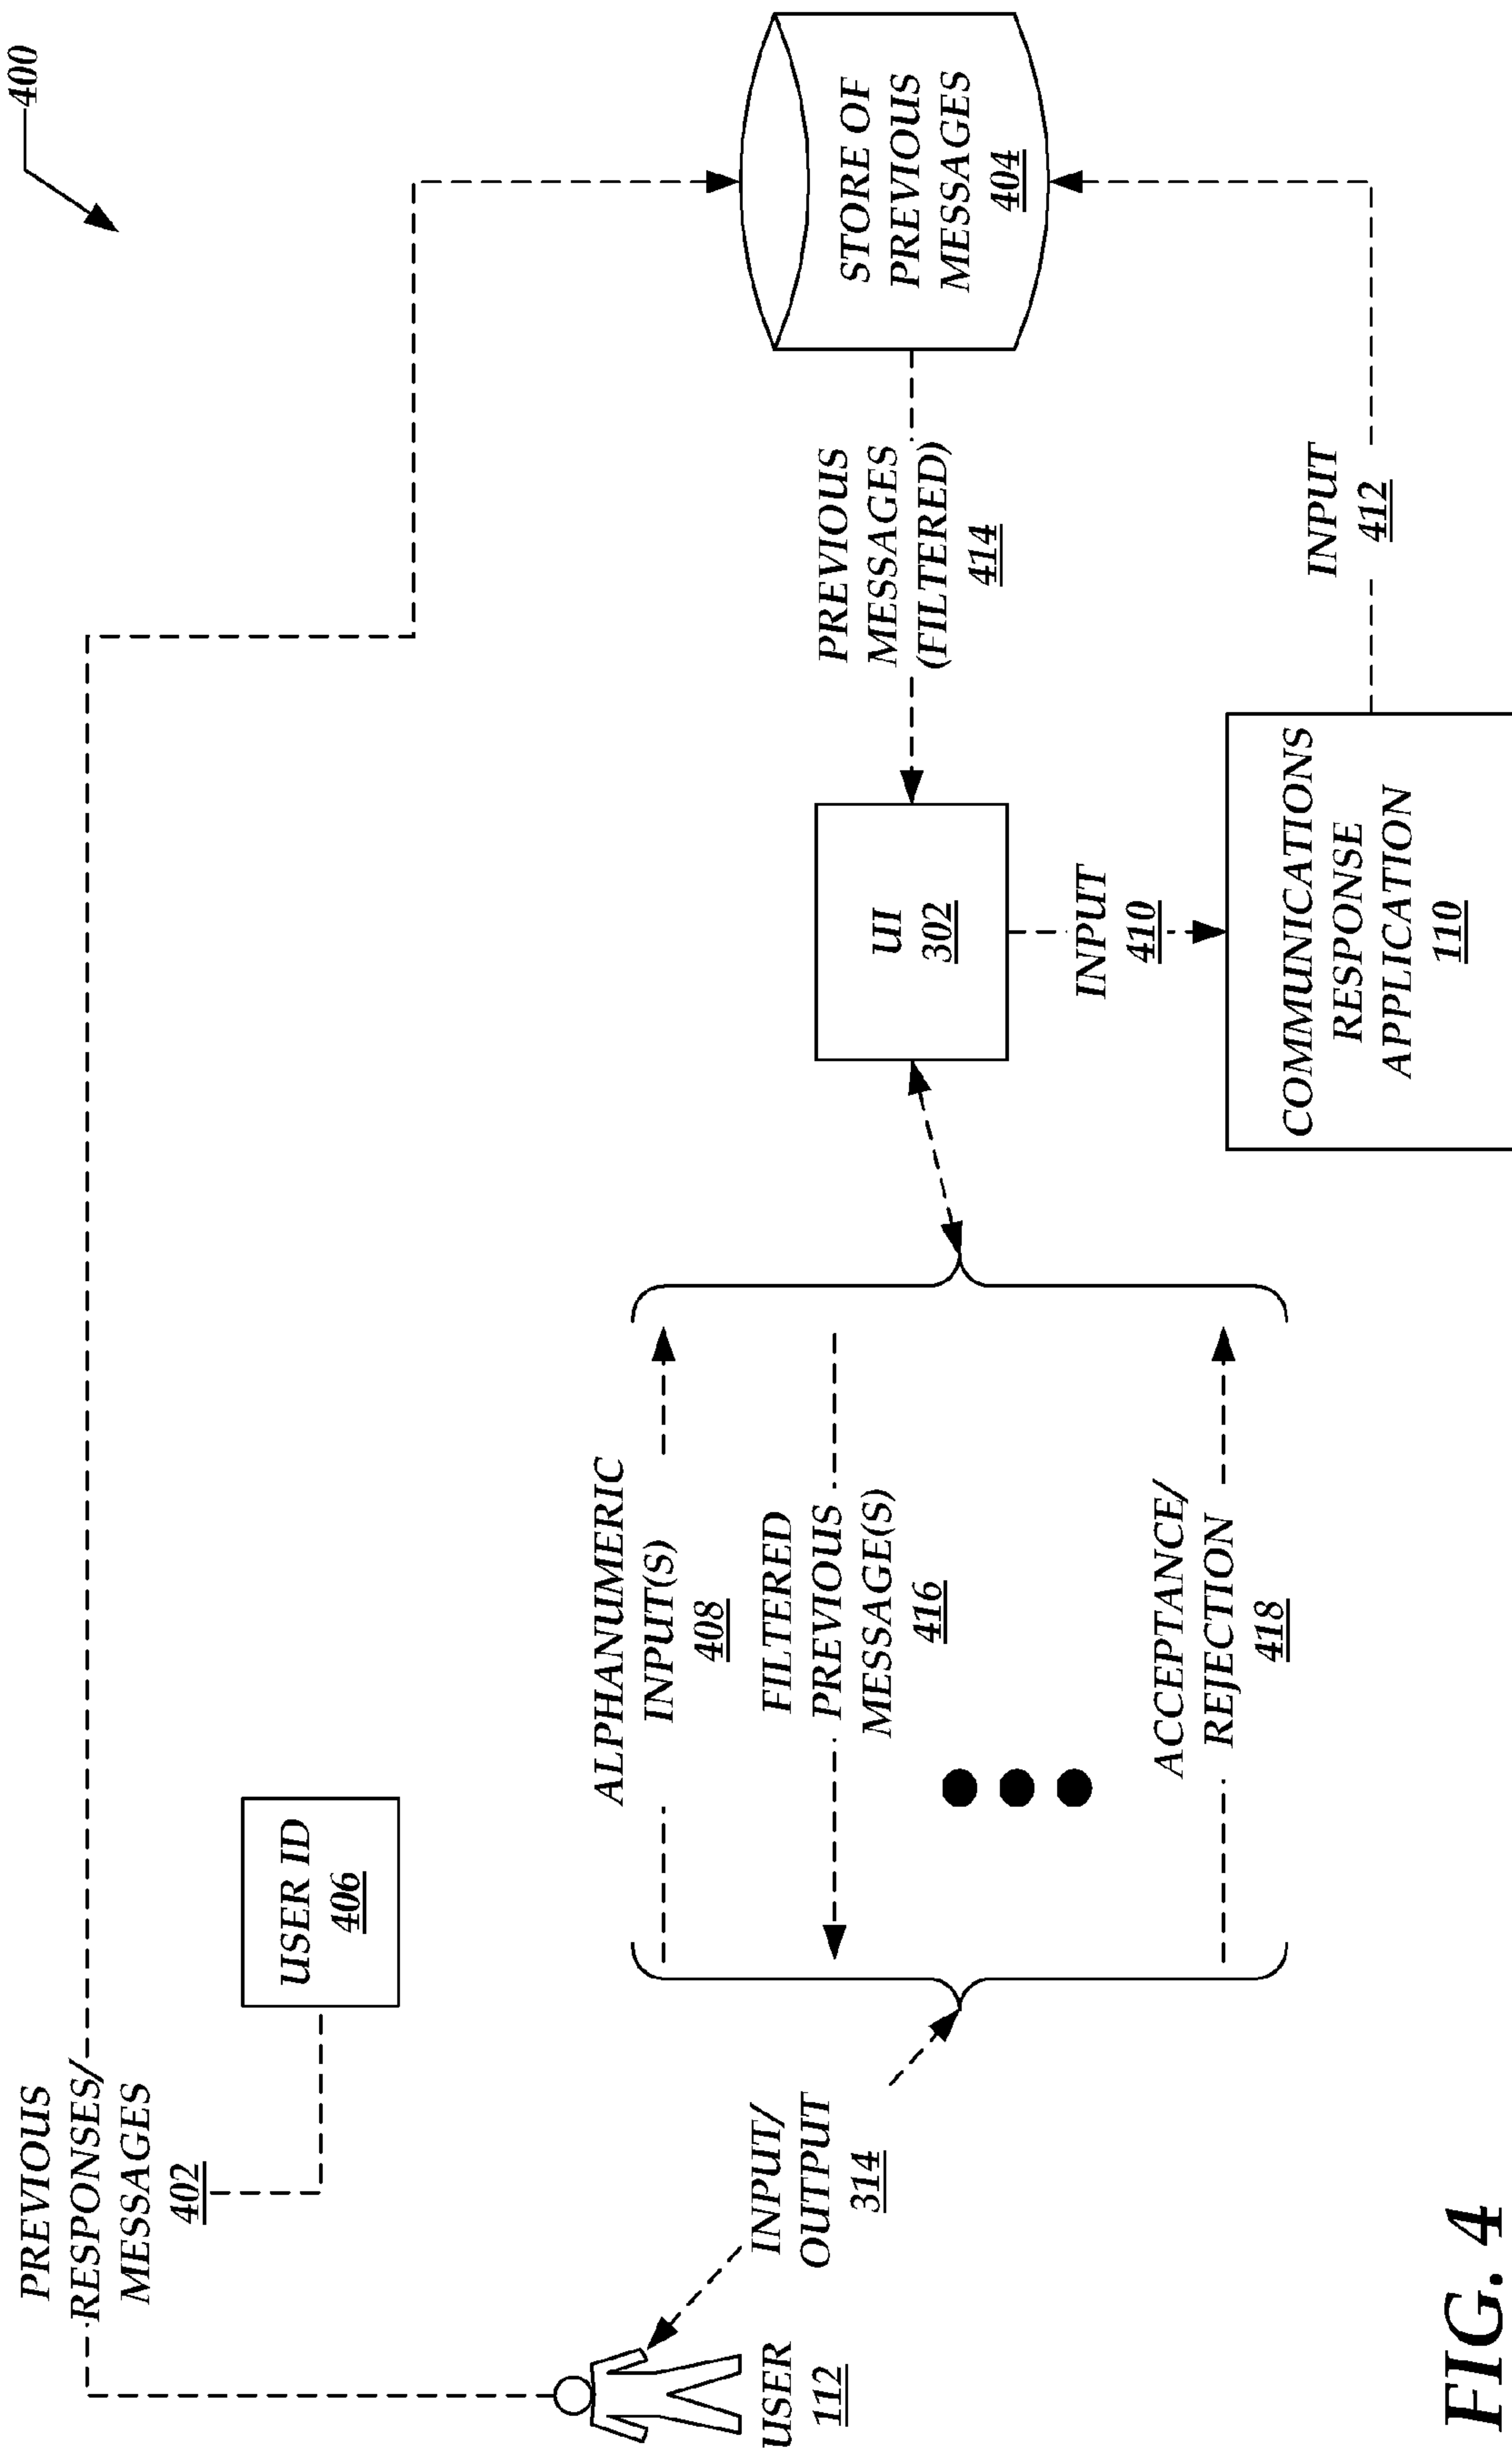 400
PREVIOUS
RESPONSES/
MESSAGES
402
USER ID
406
USER
112
INPUT/
OUTPUT
314
ALPHANUMERIC
INPUT(S)
408
FILTERED
PREVIOUS
MESSAGE(S)
416
ACCEPTANCE/
REJECTION
418
UI
302
INPUT
410
COMMUNICATIONS
RESPONSE
APPLICATION
110
PREVIOUS
MESSAGES
(FILTERED)
414
STORE OF
PREVIOUS
MESSAGES
404
INPUT
412
FIG. 4